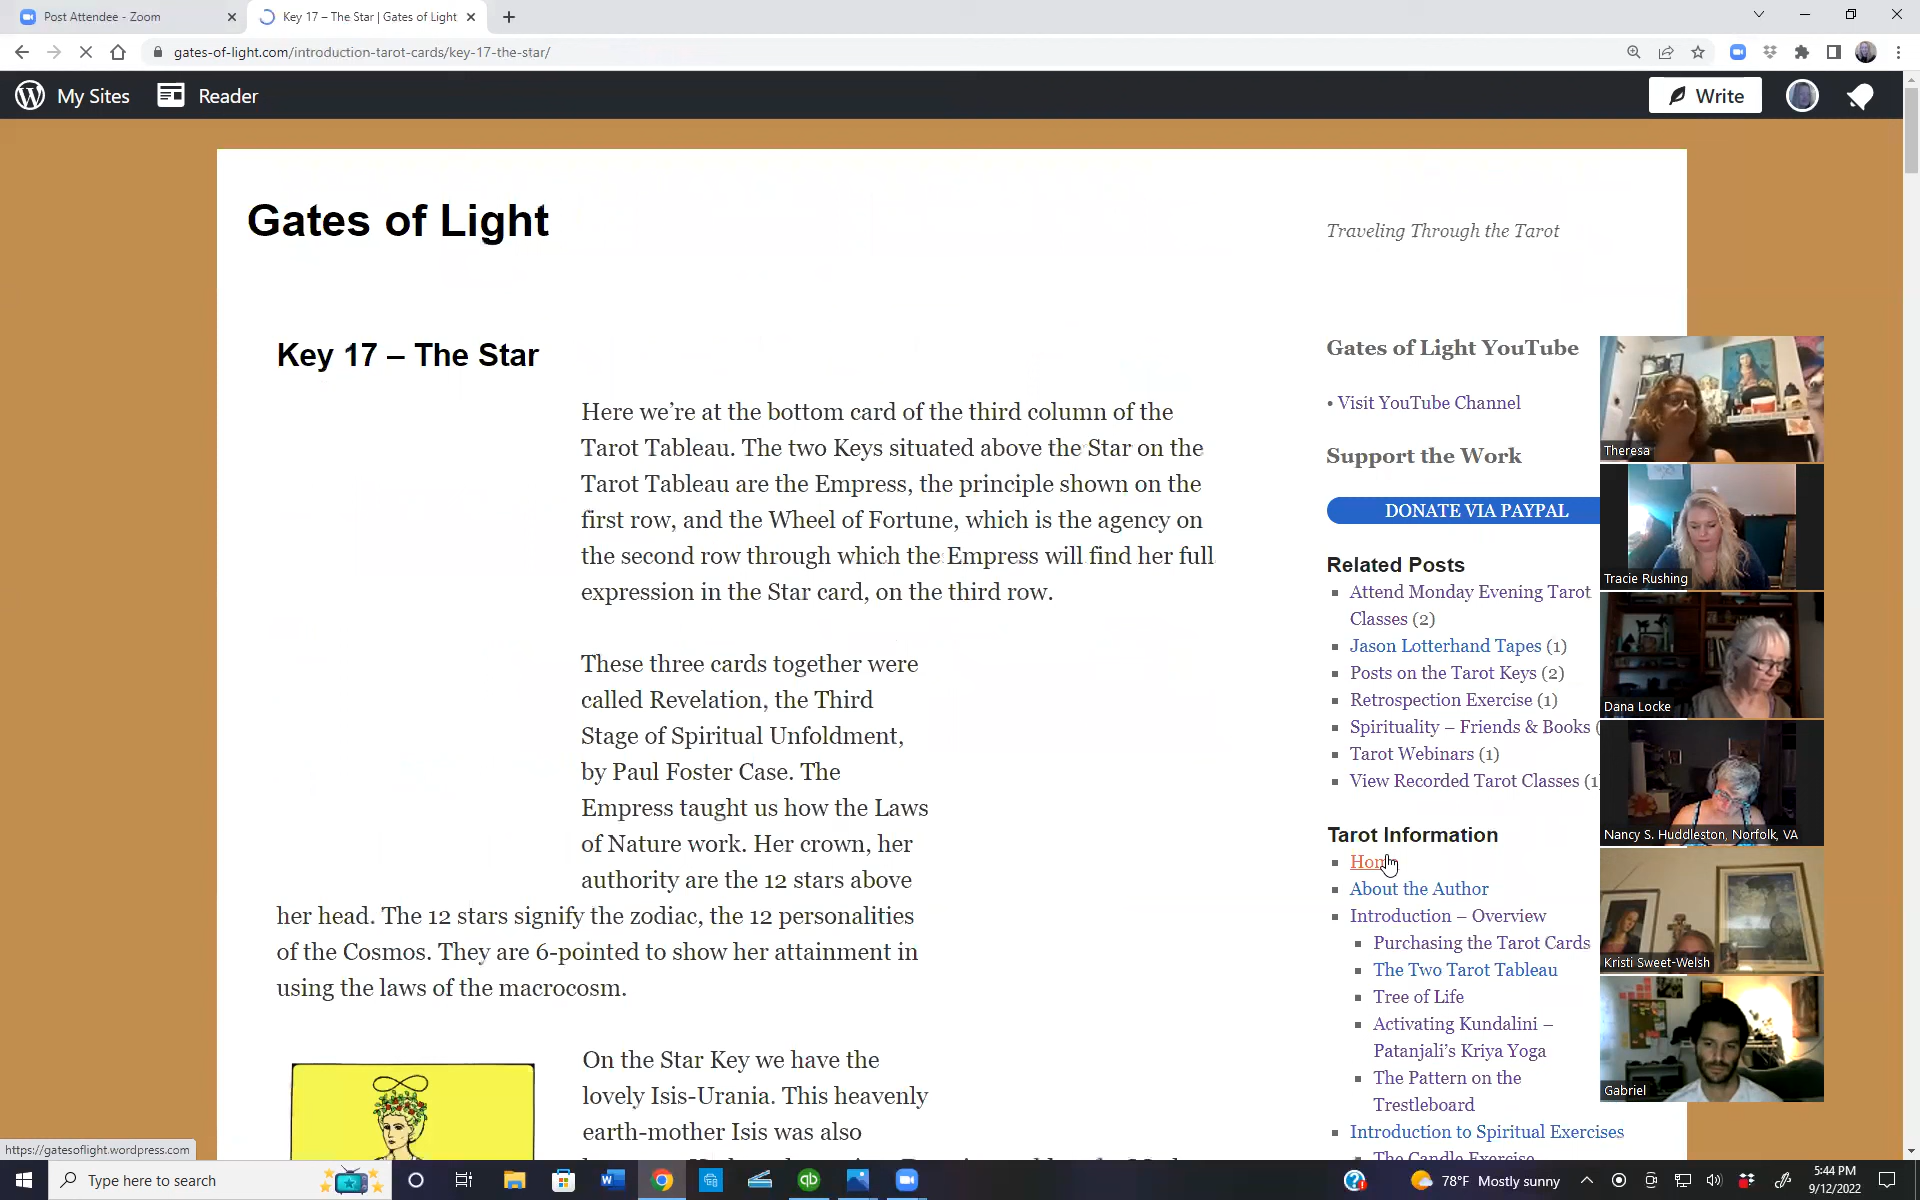 Post Attendee - Zoom
Key 17 – The Star | Gates of Light
gates-of-light.com/introduction-tarot-cards/key-17-the-star/
My Sites
Reader
Write
Gates of Light
Traveling Through the Tarot
Key 17 – The Star
Here we’re at the bottom card of the third column of the
Tarot Tableau. The two Keys situated above the Star on the
Tarot Tableau are the Empress, the principle shown on the
first row, and the Wheel of Fortune, which is the agency on
the second row through which the Empress will find her full
expression in the Star card, on the third row.
These three cards together were
called Revelation, the Third
Stage of Spiritual Unfoldment,
by Paul Foster Case. The
Empress taught us how the Laws
of Nature work. Her crown, her
authority are the 12 stars above
her head. The 12 stars signify the zodiac, the 12 personalities
of the Cosmos. They are 6-pointed to show her attainment in
using the laws of the macrocosm.
On the Star Key we have the
lovely Isis-Urania. This heavenly
earth-mother Isis was also
Gates of Light YouTube
• Visit YouTube Channel
Support the Work
DONATE VIA PAYPAL
Related Posts
Attend Monday Evening Tarot
Classes (2)
Jason Lotterhand Tapes (1)
Posts on the Tarot Keys (2)
Retrospection Exercise (1)
Spirituality – Friends & Books (
Tarot Webinars (1)
View Recorded Tarot Classes (1
Tarot Information
Home
About the Author
Introduction – Overview
Purchasing the Tarot Cards
The Two Tarot Tableau
Tree of Life
Activating Kundalini –
Patanjali’s Kriya Yoga
The Pattern on the
Trestleboard
Introduction to Spiritual Exercises
The Candle Exercise
Theresa
Tracie Rushing
Dana Locke
Nancy S. Huddleston, Norfolk, VA
Kristi Sweet-Welsh
Gabriel
https://gatesoflight.wordpress.com
Type here to search
78°F Mostly sunny
5:44 PM
9/12/2022